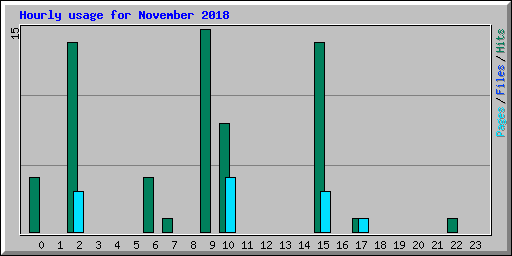 Hourly usage for November 2018
15
Pages / Files / Hits
0 1 2 3 4 5 6 7 8 9 10 11 12 13 14 15 16 17 18 19 20 21 22 23